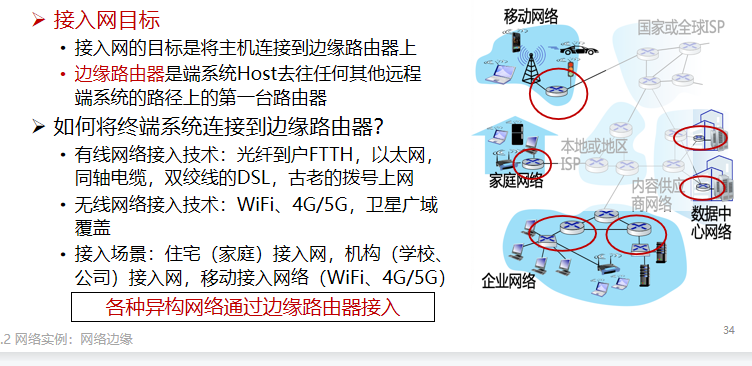 接入网目标
• 接入网的目标是将主机连接到边缘路由器上
• 边缘路由器是端系统Host去往任何其他远程
端系统的路径上的第一台路由器
如何将终端系统连接到边缘路由器？
• 有线网络接入技术：光纤到户FTTH，以太网，
同轴电缆，双绞线的DSL，古老的拨号上网
• 无线网络接入技术：WiFi、4G/5G，卫星广域
覆盖
• 接入场景：住宅（家庭）接入网，机构（学校、
公司）接入网，移动接入网络（WiFi、4G/5G）
各种异构网络通过边缘路由器接入
移动网络
国家或全球ISP
本地或地区
ISP
家庭网络
内容供应
商网络
数据中
心网络
企业网络
.2 网络实例：网络边缘
34